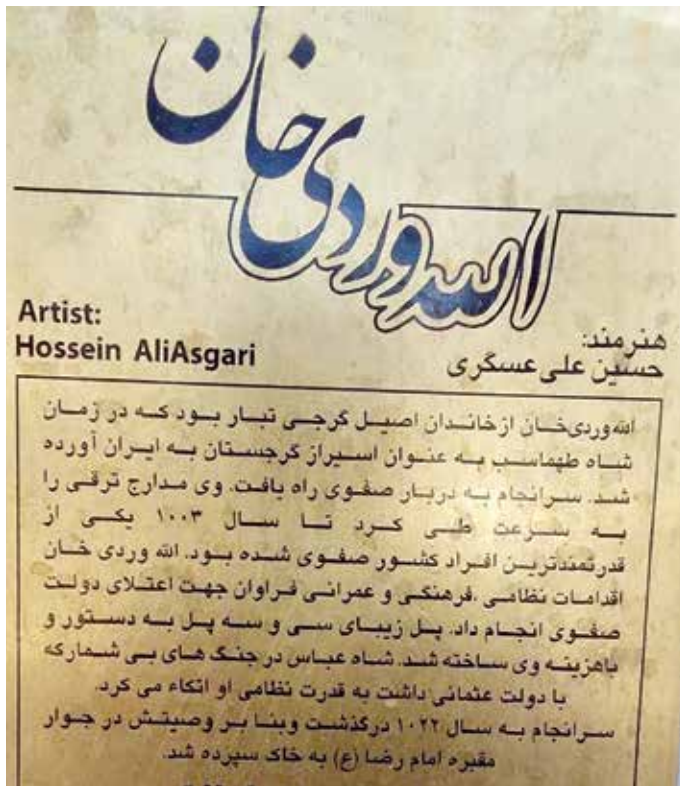 الله وردی خان
هنرمند:
حسین علی عسگری
Artist:
Hossein AliAsgari
الله‌وردی‌خان از خاندان اصیل گرجی تبار بود که در زمان
شاه طهماسب به عنوان اسیراز گرجستان به ایران آورده
شد. سرانجام به دربار صفوی راه یافت. وی مدارج ترقی را
به سرعت طی کرد تا سال ۱۰۰۳ یکی از
قدرتمندترین افراد کشور صفوی شده بود. الله وردی خان
اقدامات نظامی ،فرهنگی و عمرانی فراوان جهت اعتلای دولت
صفوی انجام داد. پل زیبای سی و سه پل به دستور و
باهزینه وی ساخته شد. شاه عباس در جنگ های بی شمارکه
با دولت عثمانی داشت به قدرت نظامی او اتکاء می کرد.
سرانجام به سال ۱۰۲۲ درگذشت وبنا بر وصیتش در جوار
مقبره امام رضا (ع) به خاک سپرده شد.